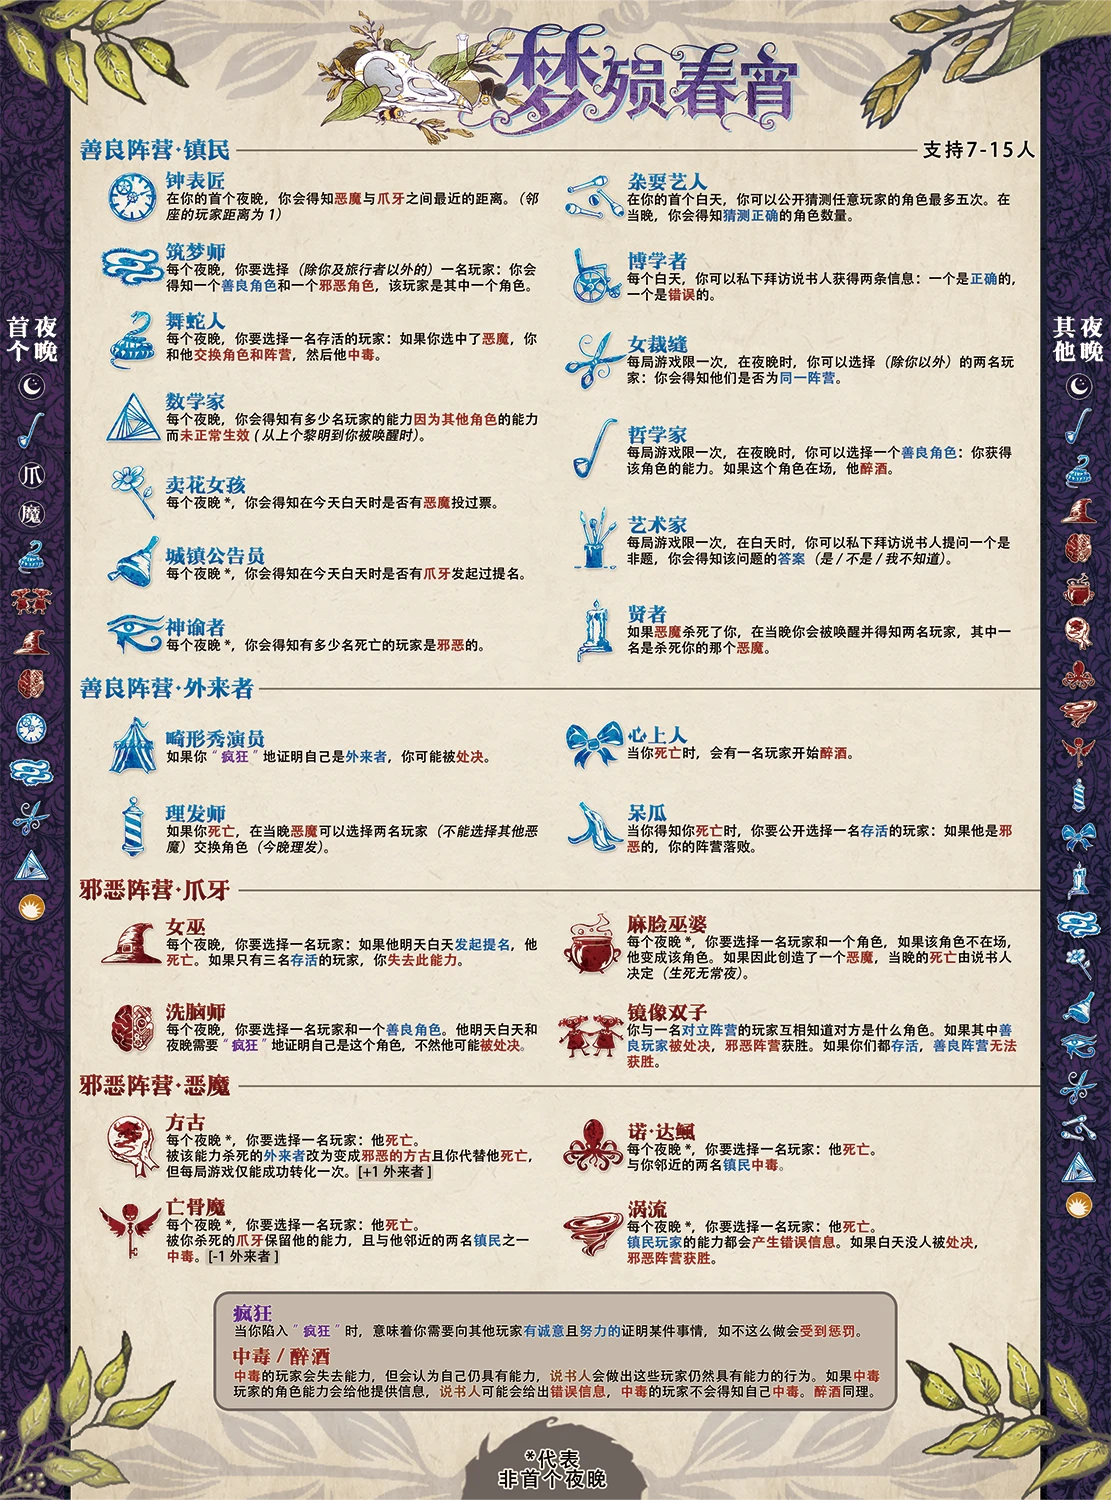 梦殒春宵
善良阵营·镇民
支持7-15人
钟表匠
在你的首个夜晚，你会得知恶魔与爪牙之间最近的距离。（邻
座的玩家距离为 1）
筑梦师
每个夜晚，你要选择（除你及旅行者以外的）一名玩家：你会
得知一个善良角色和一个邪恶角色，该玩家是其中一个角色。
舞蛇人
每个夜晚，你要选择一名存活的玩家：如果你选中了恶魔，你
和他交换角色和阵营，然后他中毒。
数学家
每个夜晚，你会得知有多少名玩家的能力因为其他角色的能力
而未正常生效（从上个黎明到你被唤醒时）。
卖花女孩
每个夜晚 *，你会得知在今天白天时是否有恶魔投过票。
城镇公告员
每个夜晚 *，你会得知在今天白天时是否有爪牙发起过提名。
神谕者
每个夜晚 *，你会得知有多少名死亡的玩家是邪恶的。
杂耍艺人
在你的首个白天，你可以公开猜测任意玩家的角色最多五次。在
当晚，你会得知猜测正确的角色数量。
博学者
每个白天，你可以私下拜访说书人获得两条信息：一个是正确的，
一个是错误的。
女裁缝
每局游戏限一次，在夜晚时，你可以选择（除你以外）的两名玩
家：你会得知他们是否为同一阵营。
哲学家
每局游戏限一次，在夜晚时，你可以选择一个善良角色：你获得
该角色的能力。如果这个角色在场，他醉酒。
艺术家
每局游戏限一次，在白天时，你可以私下拜访说书人提问一个是
非题，你会得知该问题的答案（是 / 不是 / 我不知道）。
贤者
如果恶魔杀死了你，在当晚你会被唤醒并得知两名玩家，其中一
名是杀死你的那个恶魔。
善良阵营·外来者
畸形秀演员
如果你“疯狂”地证明自己是外来者，你可能被处决。
理发师
如果你死亡，在当晚恶魔可以选择两名玩家（不能选择其他恶
魔）交换角色（今晚理发）。
心上人
当你死亡时，会有一名玩家开始醉酒。
呆瓜
当你得知你死亡时，你要公开选择一名存活的玩家：如果他是邪
恶的，你的阵营落败。
邪恶阵营·爪牙
女巫
每个夜晚，你要选择一名玩家：如果他明天白天发起提名，他
死亡。如果只有三名存活的玩家，你失去此能力。
洗脑师
每个夜晚，你要选择一名玩家和一个善良角色。他明天白天和
夜晚需要“疯狂”地证明自己是这个角色，不然他可能被处决。
麻脸巫婆
每个夜晚 *，你要选择一名玩家和一个角色，如果该角色不在场，
他变成该角色。如果因此创造了一个恶魔，当晚的死亡由说书人
决定（生死无常夜）。
镜像双子
你与一名对立阵营的玩家互相知道对方是什么角色。如果其中善
良玩家被处决，邪恶阵营获胜。如果你们都存活，善良阵营无法
获胜。
邪恶阵营·恶魔
方古
每个夜晚 *，你要选择一名玩家：他死亡。
被该能力杀死的外来者改为变成邪恶的方古且你代替他死亡，
但每局游戏仅能成功转化一次。[+1 外来者 ]
亡骨魔
每个夜晚 *，你要选择一名玩家：他死亡。
被你杀死的爪牙保留他的能力，且与他邻近的两名镇民之一
中毒。[-1 外来者 ]
诺·达鲺
每个夜晚 *，你要选择一名玩家：他死亡。
与你邻近的两名镇民中毒。
涡流
每个夜晚 *，你要选择一名玩家：他死亡。
镇民玩家的能力都会产生错误信息。如果白天没人被处决，
邪恶阵营获胜。
疯狂
当你陷入“疯狂”时，意味着你需要向其他玩家有诚意且努力的证明某件事情，如不这么做会受到惩罚。
中毒 / 醉酒
中毒的玩家会失去能力，但会认为自己仍具有能力，说书人会做出这些玩家仍然具有能力的行为。如果中毒
玩家的角色能力会给他提供信息，说书人可能会给出错误信息，中毒的玩家不会得知自己中毒。醉酒同理。
*代表
非首个夜晚
首个
夜晚
爪
魔
其他
夜晚